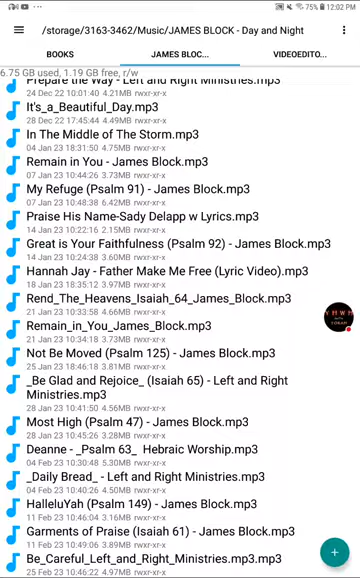 75% 12:02 PM
/storage/3163-3462/Music/JAMES BLOCK - Day and Night
BOOKS
JAMES BLOC...
VIDEOEDITO...
6.75 GB used, 1.19 GB free, r/w
Prepare the Way - Left and Right Ministries.mp3
24 Dec 22 10:01:40 4.21MB rwxr-xr-x
It's_a_Beautiful_Day.mp3
28 Dec 22 17:45:44 4.49MB rwxr-xr-x
In The Middle of The Storm.mp3
04 Jan 23 18:31:50 4.75MB rwxr-xr-x
Remain in You - James Block.mp3
07 Jan 23 10:44:26 3.73MB rwxr-xr-x
My Refuge (Psalm 91) - James Block.mp3
07 Jan 23 10:48:38 6.42MB rwxr-xr-x
Praise His Name-Sady Delapp w Lyrics.mp3
14 Jan 23 10:22:16 2.15MB rwxr-xr-x
Great is Your Faithfulness (Psalm 92) - James Block.mp3
14 Jan 23 10:24:38 3.60MB rwxr-xr-x
Hannah Jay - Father Make Me Free (Lyric Video).mp3
18 Jan 23 18:35:12 3.97MB rwxr-xr-x
Rend_The_Heavens_Isaiah_64_James_Block.mp3
21 Jan 23 10:33:58 4.66MB rwxr-xr-x
Remain_in_You_James_Block.mp3
21 Jan 23 10:34:18 3.73MB rwxr-xr-x
YHWH
TORAH
Not Be Moved (Psalm 125) - James Block.mp3
25 Jan 23 18:46:18 3.81MB rwxr-xr-x
_Be Glad and Rejoice_ (Isaiah 65) - Left and Right
Ministries.mp3
28 Jan 23 10:41:50 4.56MB rwxr-xr-x
Most High (Psalm 47) - James Block.mp3
28 Jan 23 10:45:26 3.28MB rwxr-xr-x
Deanne - _Psalm 63_ Hebraic Worship.mp3
04 Feb 23 10:30:48 5.30MB rwxr-xr-x
_Daily Bread_ - Left and Right Ministries.mp3
04 Feb 23 10:40:26 4.50MB rwxr-xr-x
HalleluYah (Psalm 149) - James Block.mp3
11 Feb 23 10:46:04 3.16MB rwxr-xr-x
Garments of Praise (Isaiah 61) - James Block.mp3
11 Feb 23 10:49:06 3.89MB rwxr-xr-x
Be_Careful_Left_and_Right_Ministries.mp3.mp3
25 Feb 23 10:46:22 4.97MB rwxr-xr-x